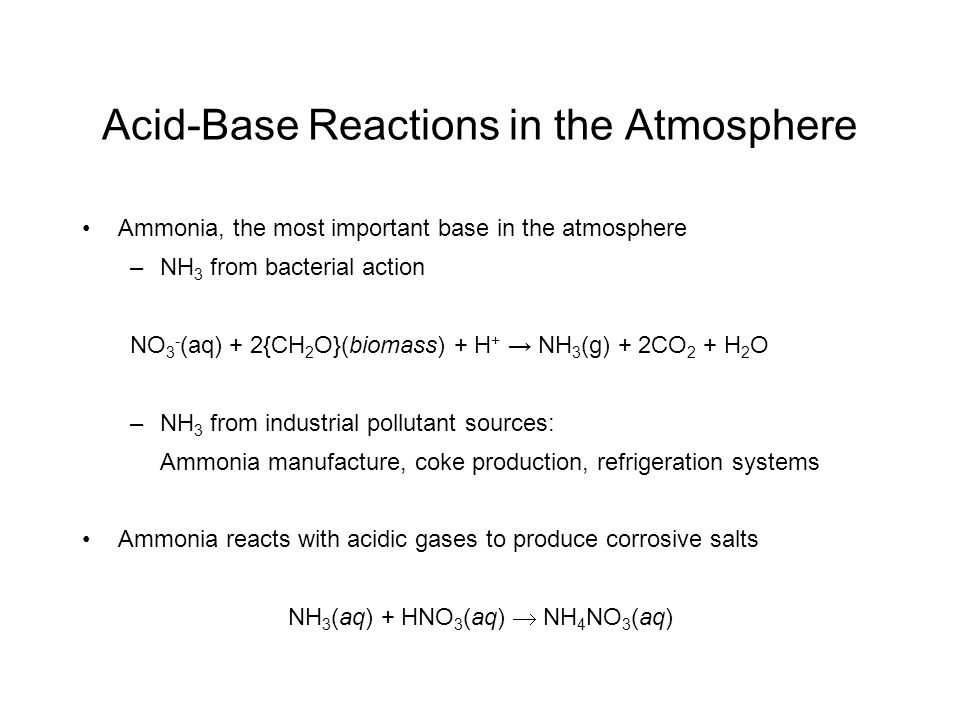 Acid-Base Reactions in the Atmosphere
• Ammonia, the most important base in the atmosphere
– NH₃ from bacterial action
NO₃⁻(aq) + 2{CH₂O}(biomass) + H⁺ → NH₃(g) + 2CO₂ + H₂O
– NH₃ from industrial pollutant sources:
Ammonia manufacture, coke production, refrigeration systems
• Ammonia reacts with acidic gases to produce corrosive salts
NH₃(aq) + HNO₃(aq) → NH₄NO₃(aq)